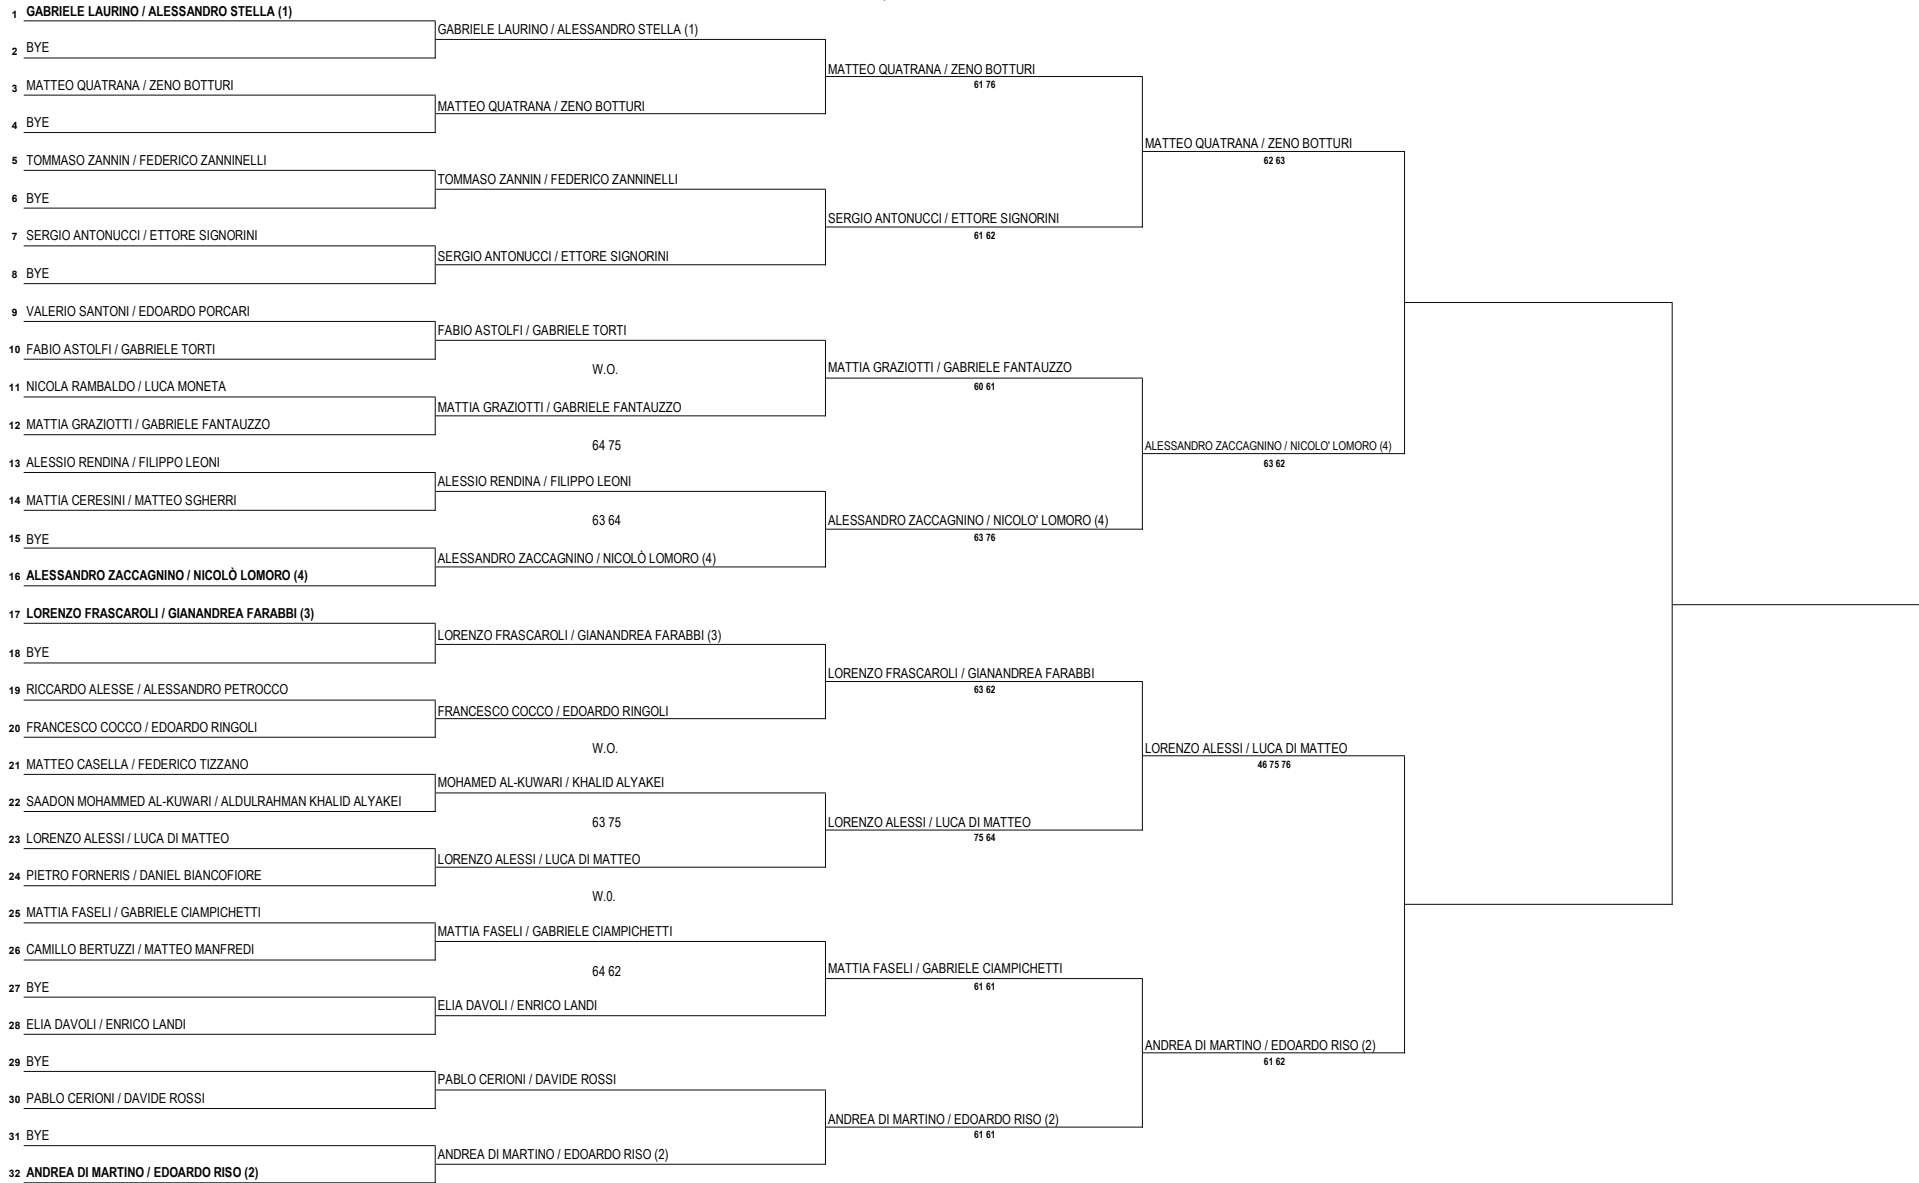 1 GABRIELE LAURINO / ALESSANDRO STELLA (1)
2 BYE
3 MATTEO QUATRANA / ZENO BOTTURI
4 BYE
5 TOMMASO ZANNIN / FEDERICO ZANNINELLI
6 BYE
7 SERGIO ANTONUCCI / ETTORE SIGNORINI
8 BYE
9 VALERIO SANTONI / EDOARDO PORCARI
10 FABIO ASTOLFI / GABRIELE TORTI
11 NICOLA RAMBALDO / LUCA MONETA
12 MATTIA GRAZIOTTI / GABRIELE FANTAUZZO
13 ALESSIO RENDINA / FILIPPO LEONI
14 MATTIA CERESINI / MATTEO SGHERRI
15 BYE
16 ALESSANDRO ZACCAGNINO / NICOLÒ LOMORO (4)
17 LORENZO FRASCAROLI / GIANANDREA FARABBI (3)
18 BYE
19 RICCARDO ALESSE / ALESSANDRO PETROCCO
20 FRANCESCO COCCO / EDOARDO RINGOLI
21 MATTEO CASELLA / FEDERICO TIZZANO
22 SAADON MOHAMMED AL-KUWARI / ALDULRAHMAN KHALID ALYAKEI
23 LORENZO ALESSI / LUCA DI MATTEO
24 PIETRO FORNERIS / DANIEL BIANCOFIORE
25 MATTIA FASELI / GABRIELE CIAMPICHETTI
26 CAMILLO BERTUZZI / MATTEO MANFREDI
27 BYE
28 ELIA DAVOLI / ENRICO LANDI
29 BYE
30 PABLO CERIONI / DAVIDE ROSSI
31 BYE
32 ANDREA DI MARTINO / EDOARDO RISO (2)
GABRIELE LAURINO / ALESSANDRO STELLA (1)
MATTEO QUATRANA / ZENO BOTTURI
TOMMASO ZANNIN / FEDERICO ZANNINELLI
SERGIO ANTONUCCI / ETTORE SIGNORINI
FABIO ASTOLFI / GABRIELE TORTI
W.O.
MATTIA GRAZIOTTI / GABRIELE FANTAUZZO
64 75
ALESSIO RENDINA / FILIPPO LEONI
63 64
ALESSANDRO ZACCAGNINO / NICOLÒ LOMORO (4)
LORENZO FRASCAROLI / GIANANDREA FARABBI (3)
FRANCESCO COCCO / EDOARDO RINGOLI
W.O.
MOHAMED AL-KUWARI / KHALID ALYAKEI
63 75
LORENZO ALESSI / LUCA DI MATTEO
W.0.
MATTIA FASELI / GABRIELE CIAMPICHETTI
64 62
ELIA DAVOLI / ENRICO LANDI
PABLO CERIONI / DAVIDE ROSSI
ANDREA DI MARTINO / EDOARDO RISO (2)
MATTEO QUATRANA / ZENO BOTTURI
61 76
SERGIO ANTONUCCI / ETTORE SIGNORINI
61 62
MATTIA GRAZIOTTI / GABRIELE FANTAUZZO
60 61
ALESSANDRO ZACCAGNINO / NICOLO' LOMORO (4)
63 76
LORENZO FRASCAROLI / GIANANDREA FARABBI
63 62
LORENZO ALESSI / LUCA DI MATTEO
75 64
MATTIA FASELI / GABRIELE CIAMPICHETTI
61 61
ANDREA DI MARTINO / EDOARDO RISO (2)
61 61
MATTEO QUATRANA / ZENO BOTTURI
62 63
ALESSANDRO ZACCAGNINO / NICOLO' LOMORO (4)
63 62
LORENZO ALESSI / LUCA DI MATTEO
46 75 76
ANDREA DI MARTINO / EDOARDO RISO (2)
61 62